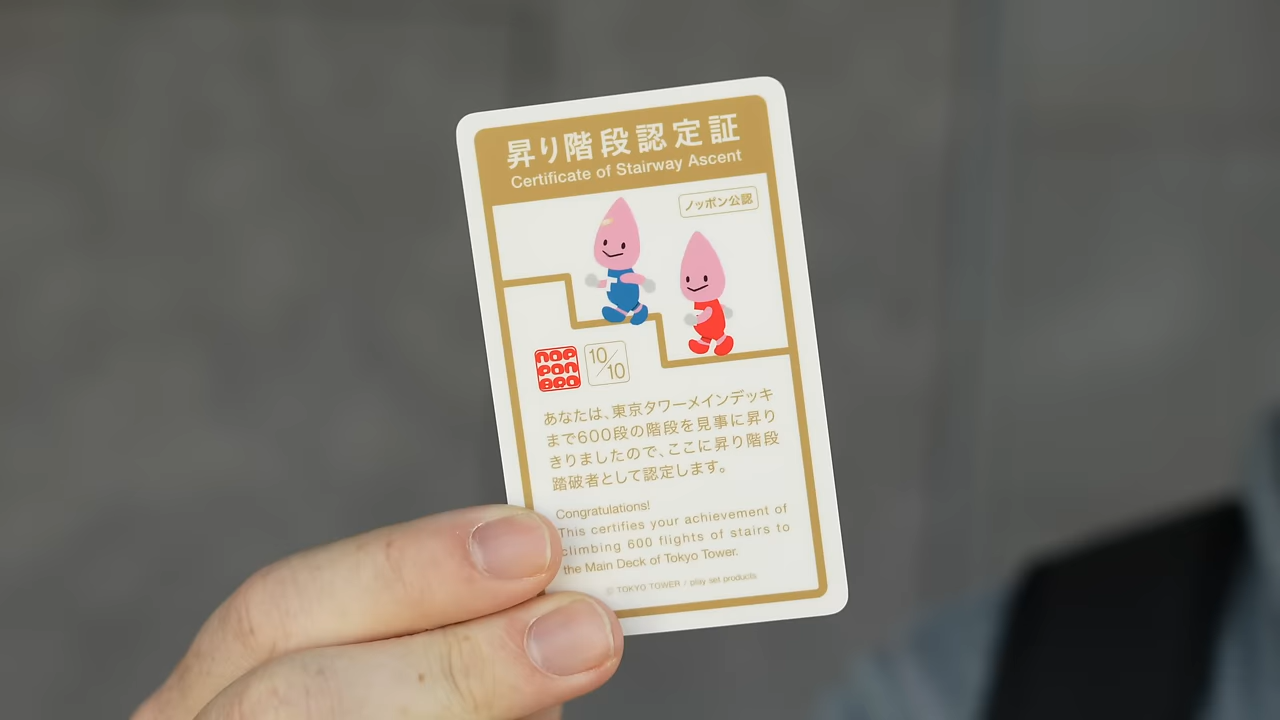 昇り階段認定証
Certificate of Stairway Ascent
ノッポン公認
NOP
PON
BRO
10/10
あなたは、東京タワーメインデッキ
まで600段の階段を見事に昇り
きりましたので、ここに昇り階段
踏破者として認定します。
Congratulations!
This certifies your achievement of
climbing 600 flights of stairs to
the Main Deck of Tokyo Tower.
© TOKYO TOWER / play set products